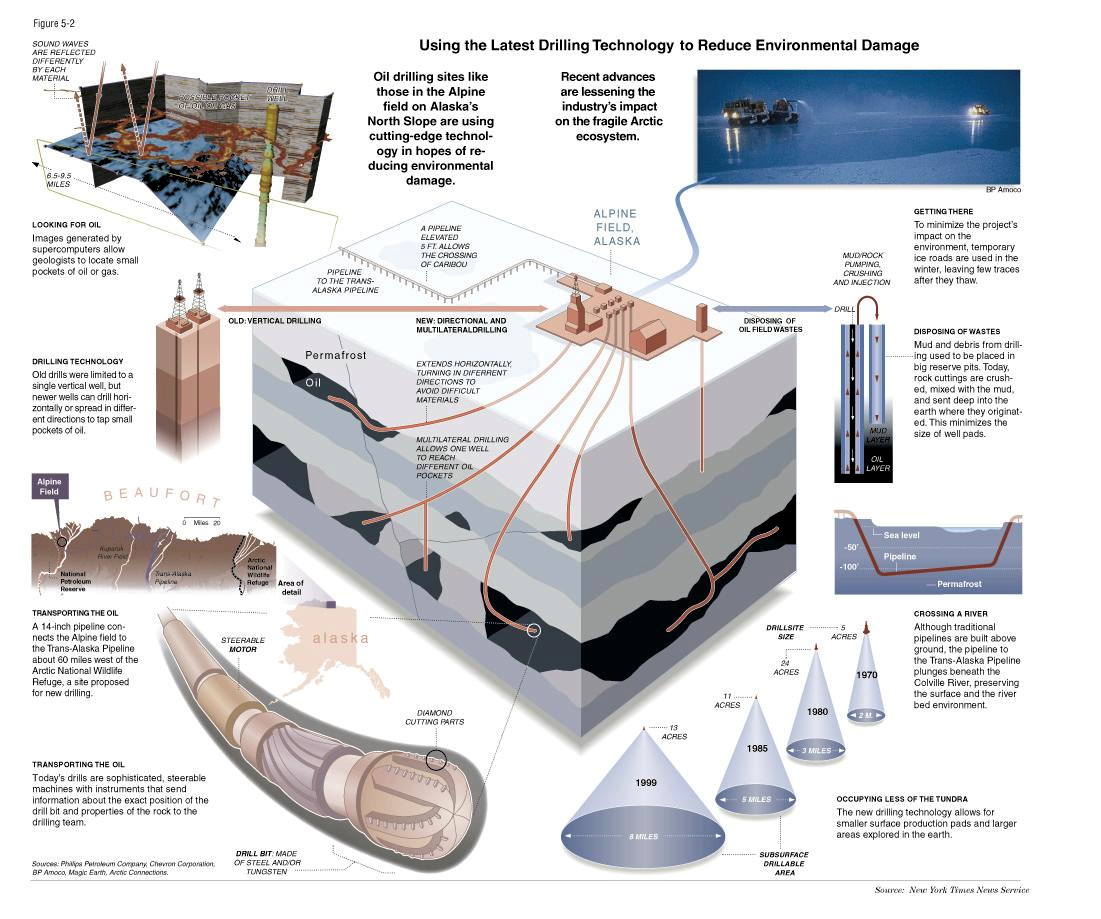 Figure 5-2
Using the Latest Drilling Technology to Reduce Environmental Damage
SOUND WAVES
ARE REFLECTED
DIFFERENTLY
BY EACH
MATERIAL
POSSIBLE POCKET
OF OIL OR GAS
DRILL
WELL
6.5-9.5
MILES
Oil drilling sites like
those in the Alpine
field on Alaska's
North Slope are using
cutting-edge technol-
ogy in hopes of re-
ducing environmental
damage.
Recent advances
are lessening the
industry's impact
on the fragile Arctic
ecosystem.
BP Amoco
LOOKING FOR OIL
Images generated by
supercomputers allow
geologists to locate small
pockets of oil or gas.
A PIPELINE
ELEVATED
5 FT. ALLOWS
THE CROSSING
OF CARIBOU
PIPELINE
TO THE TRANS-
ALASKA PIPELINE
ALPINE
FIELD,
ALASKA
GETTING THERE
To minimize the project's
impact on the
environment, temporary
ice roads are used in the
winter, leaving few traces
after they thaw.
MUD/ROCK
PUMPING,
CRUSHING
AND INJECTION
DRILL
OLD: VERTICAL DRILLING
NEW: DIRECTIONAL AND
MULTILATERALDRILLING
DISPOSING OF
OIL FIELD WASTES
DISPOSING OF WASTES
Mud and debris from drill-
ing used to be placed in
big reserve pits. Today,
rock cuttings are crush-
ed, mixed with the mud,
and sent deep into the
earth where they originat-
ed. This minimizes the
size of well pads.
MUD
LAYER
OIL
LAYER
DRILLING TECHNOLOGY
Old drills were limited to a
single vertical well, but
newer wells can drill hori-
zontally or spread in differ-
ent directions to tap small
pockets of oil.
Permafrost
Oil
EXTENDS HORIZONTALLY,
TURNING IN DIFERRENT
DIRECTIONS TO
AVOID DIFFICULT
MATERIALS
MULTILATERAL DRILLING
ALLOWS ONE WELL
TO REACH
DIFFERENT OIL
POCKETS
Alpine
Field
BEAUFORT
0 Miles 20
Kuparuk
River Field
National
Petroleum
Reserve
Trans-Alaska
Pipeline
Arctic
National
Wildlife
Refuge
Area of
detail
alaska
Sea level
-50'
Pipeline
-100'
Permafrost
TRANSPORTING THE OIL
A 14-inch pipeline con-
nects the Alpine field to
the Trans-Alaska Pipeline
about 60 miles west of the
Arctic National Wildlife
Refuge, a site proposed
for new drilling.
CROSSING A RIVER
Although traditional
pipelines are built above
ground, the pipeline to
the Trans-Alaska Pipeline
plunges beneath the
Colville River, preserving
the surface and the river
bed environment.
STEERABLE
MOTOR
DIAMOND
CUTTING PARTS
DRILLSITE
SIZE
5
ACRES
1970
2 M.
24
ACRES
1980
3 MILES
11
ACRES
1985
5 MILES
13
ACRES
1999
8 MILES
SUBSURFACE
DRILLABLE
AREA
TRANSPORTING THE OIL
Today's drills are sophisticated, steerable
machines with instruments that send
information about the exact position of the
drill bit and properties of the rock to the
drilling team.
OCCUPYING LESS OF THE TUNDRA
The new drilling technology allows for
smaller surface production pads and larger
areas explored in the earth.
DRILL BIT: MADE
OF STEEL AND/OR
TUNGSTEN
Sources: Phillips Petroleum Company, Chevron Corporation,
BP Amoco, Magic Earth, Arctic Connections.
Source: New York Times News Service